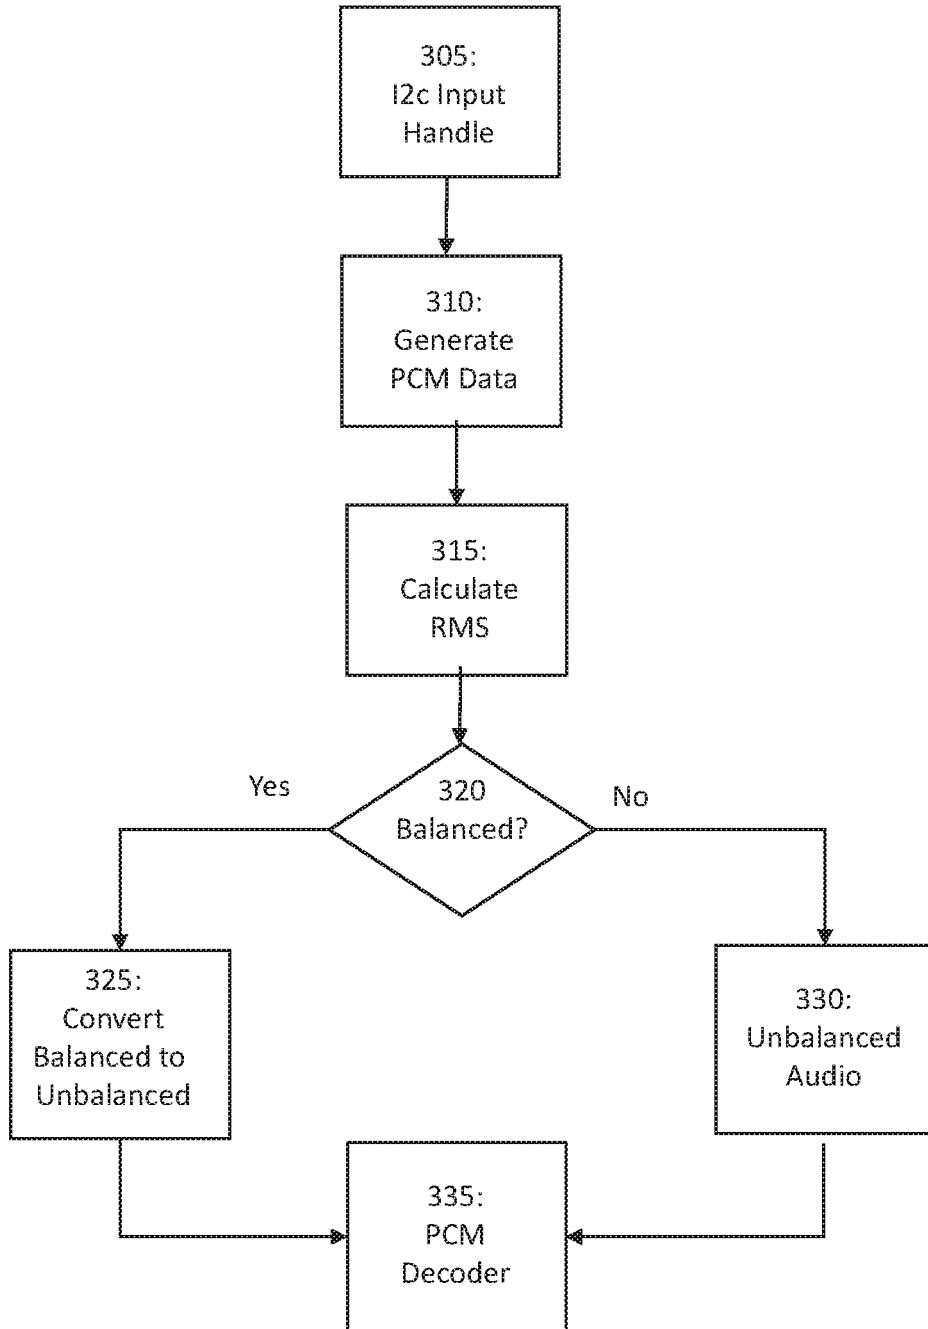 305:
I2c Input
Handle
310:
Generate
PCM Data
315:
Calculate
RMS
Yes
320
No
Balanced?
325:
Convert
Balanced to
Unbalanced
330:
Unbalanced
Audio
335:
PCM
Decoder